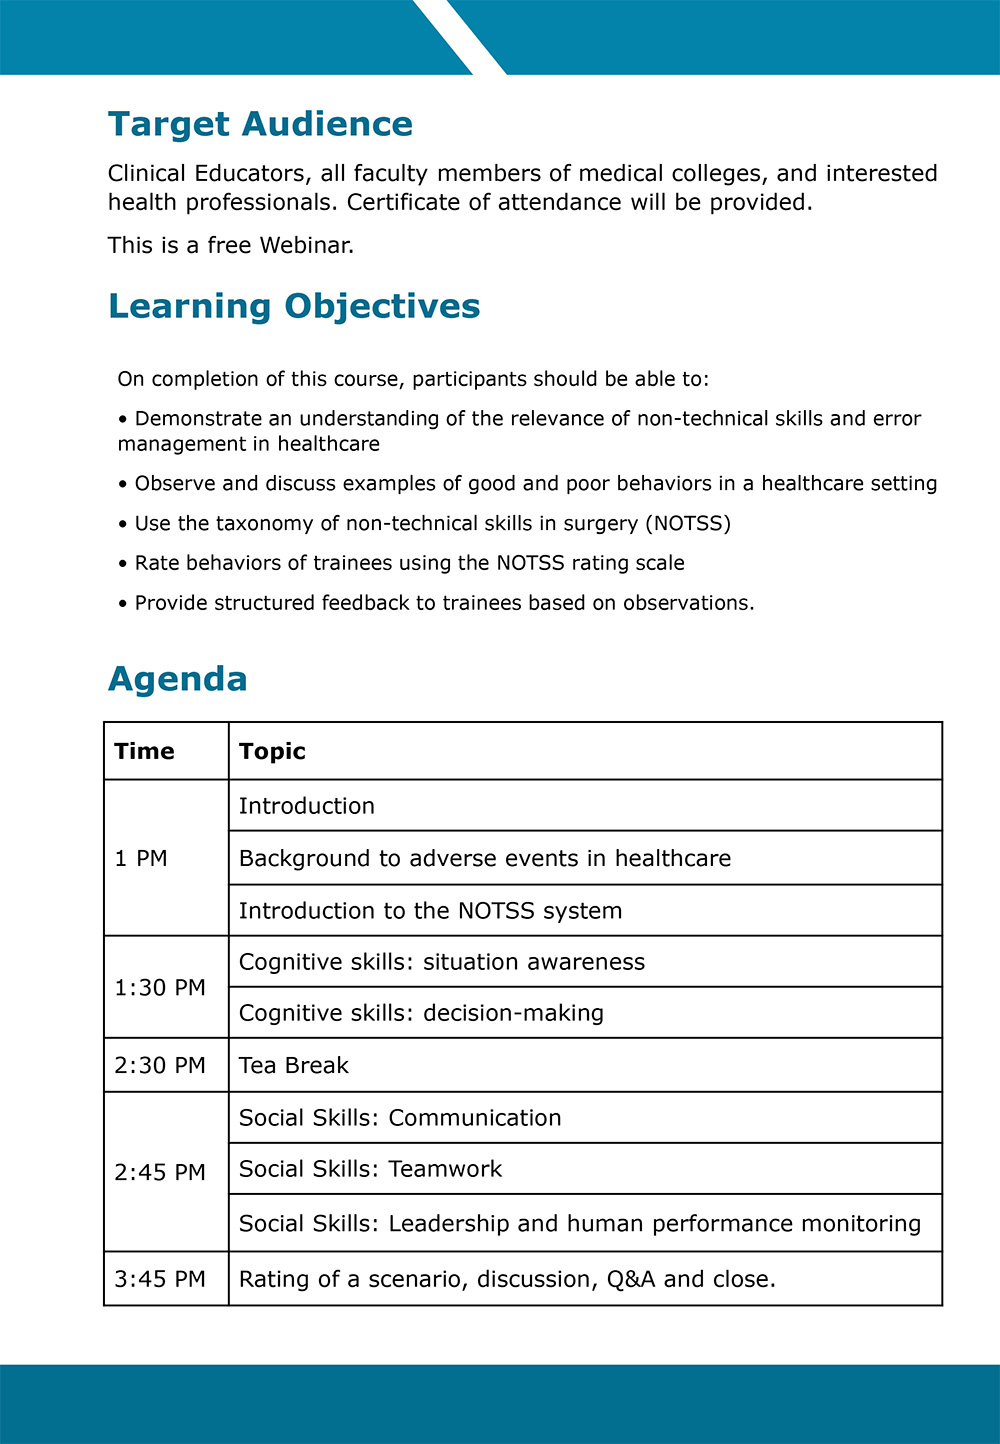 Target Audience
Clinical Educators, all faculty members of medical colleges, and interested
health professionals. Certificate of attendance will be provided.
This is a free Webinar.
Learning Objectives
On completion of this course, participants should be able to:
• Demonstrate an understanding of the relevance of non-technical skills and error
management in healthcare
• Observe and discuss examples of good and poor behaviors in a healthcare setting
• Use the taxonomy of non-technical skills in surgery (NOTSS)
• Rate behaviors of trainees using the NOTSS rating scale
• Provide structured feedback to trainees based on observations.
Agenda
Time Topic
1 PM
Introduction
Background to adverse events in healthcare
Introduction to the NOTSS system
1:30 PM
Cognitive skills: situation awareness
Cognitive skills: decision-making
2:30 PM Tea Break
2:45 PM
Social Skills: Communication
Social Skills: Teamwork
Social Skills: Leadership and human performance monitoring
3:45 PM Rating of a scenario, discussion, Q&A and close.